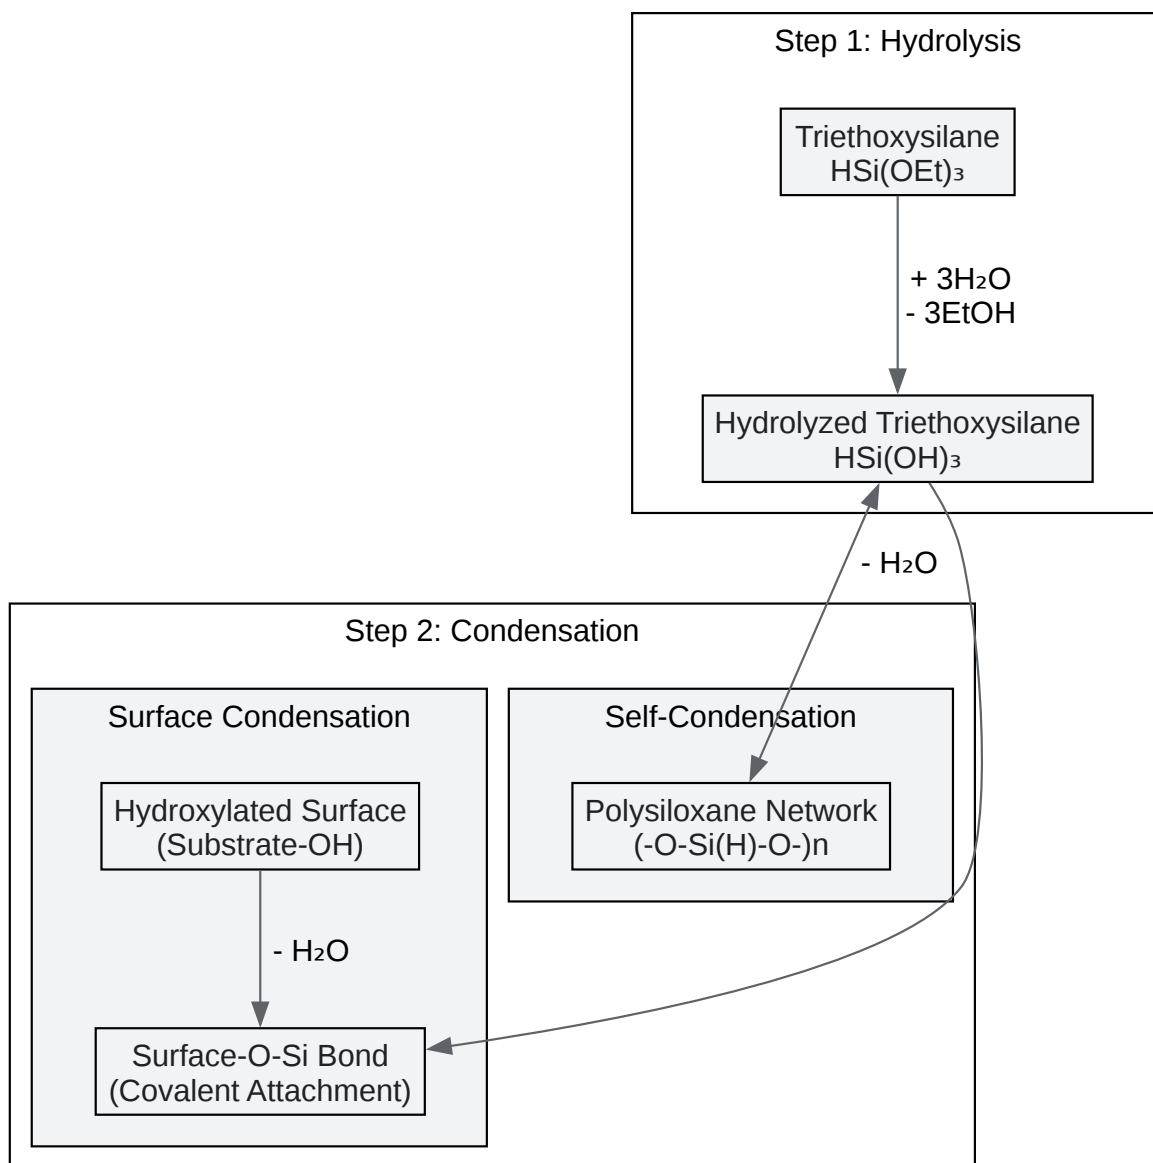 Step 1: Hydrolysis
Triethoxysilane
HSi(OEt)₃
+ 3H₂O
- 3EtOH
Hydrolyzed Triethoxysilane
HSi(OH)₃
- H₂O
Step 2: Condensation
Surface Condensation
Self-Condensation
Hydroxylated Surface
(Substrate-OH)
Polysiloxane Network
(-O-Si(H)-O-)n
- H₂O
Surface-O-Si Bond
(Covalent Attachment)